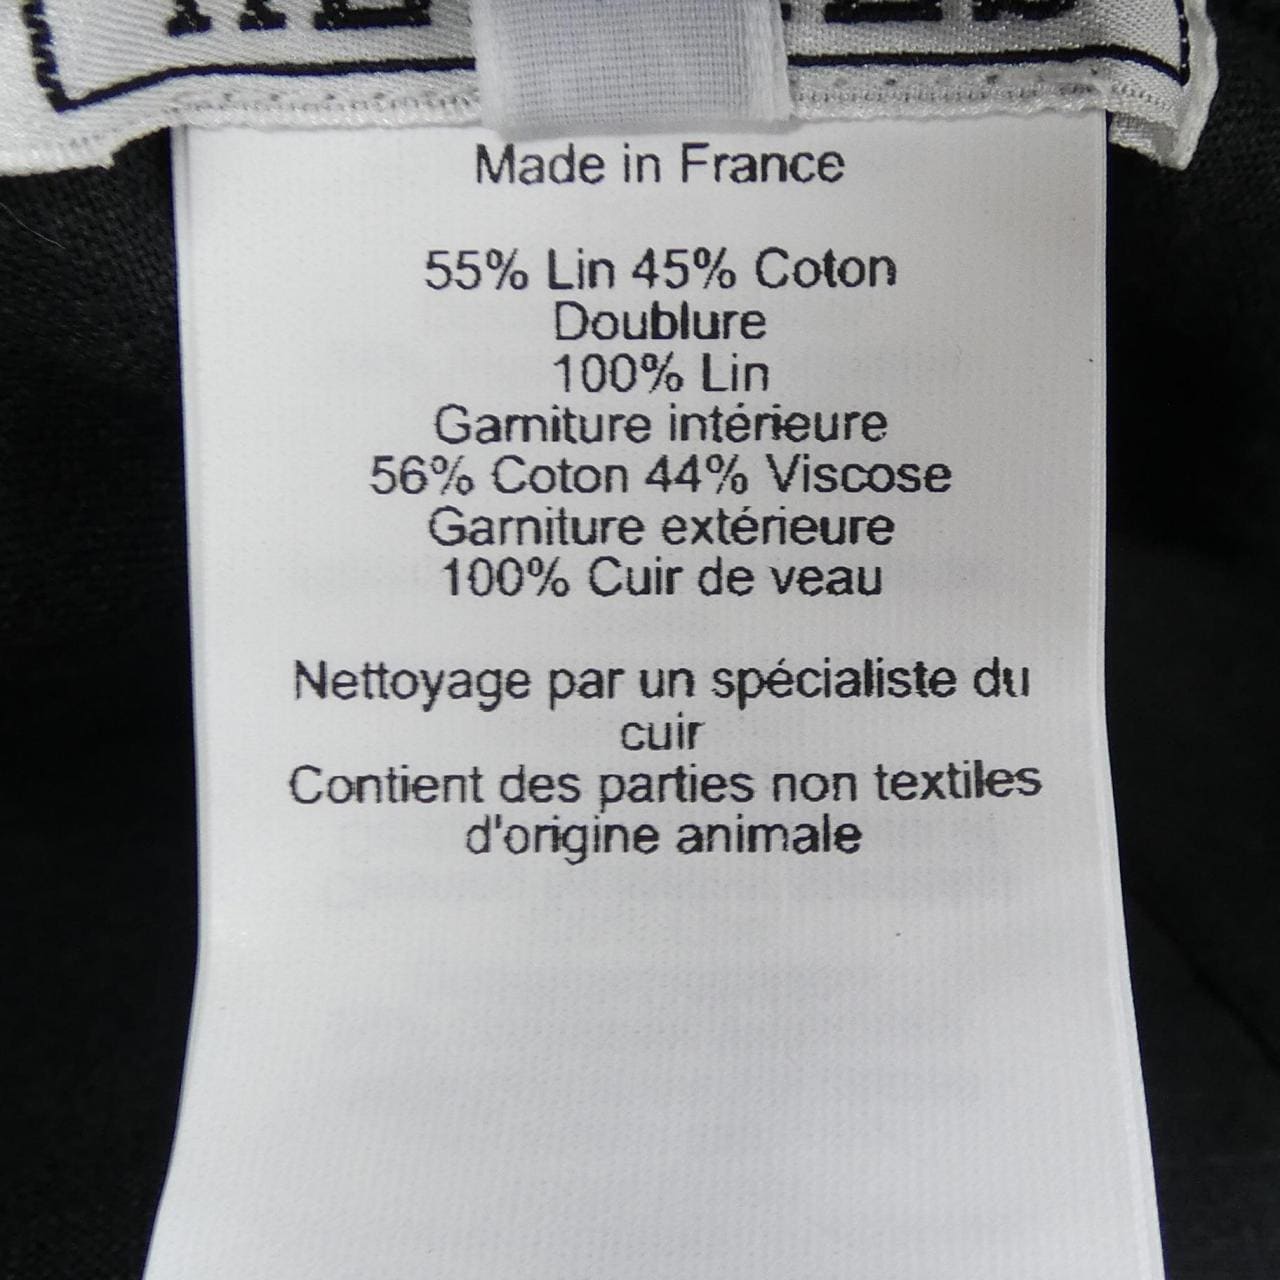 Made in France
55% Lin 45% Coton
Doublure
100% Lin
Garniture intérieure
56% Coton 44% Viscose
Garniture extérieure
100% Cuir de veau
Nettoyage par un spécialiste du
cuir
Contient des parties non textiles
d'origine animale